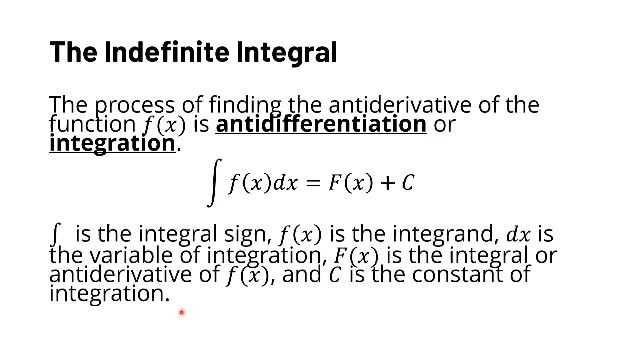 The Indefinite Integral
The process of finding the antiderivative of the
function f(x) is antidifferentiation or
integration.
∫ f(x)dx = F(x) + C
∫ is the integral sign, f(x) is the integrand, dx is
the variable of integration, F(x) is the integral or
antiderivative of f(x), and C is the constant of
integration.